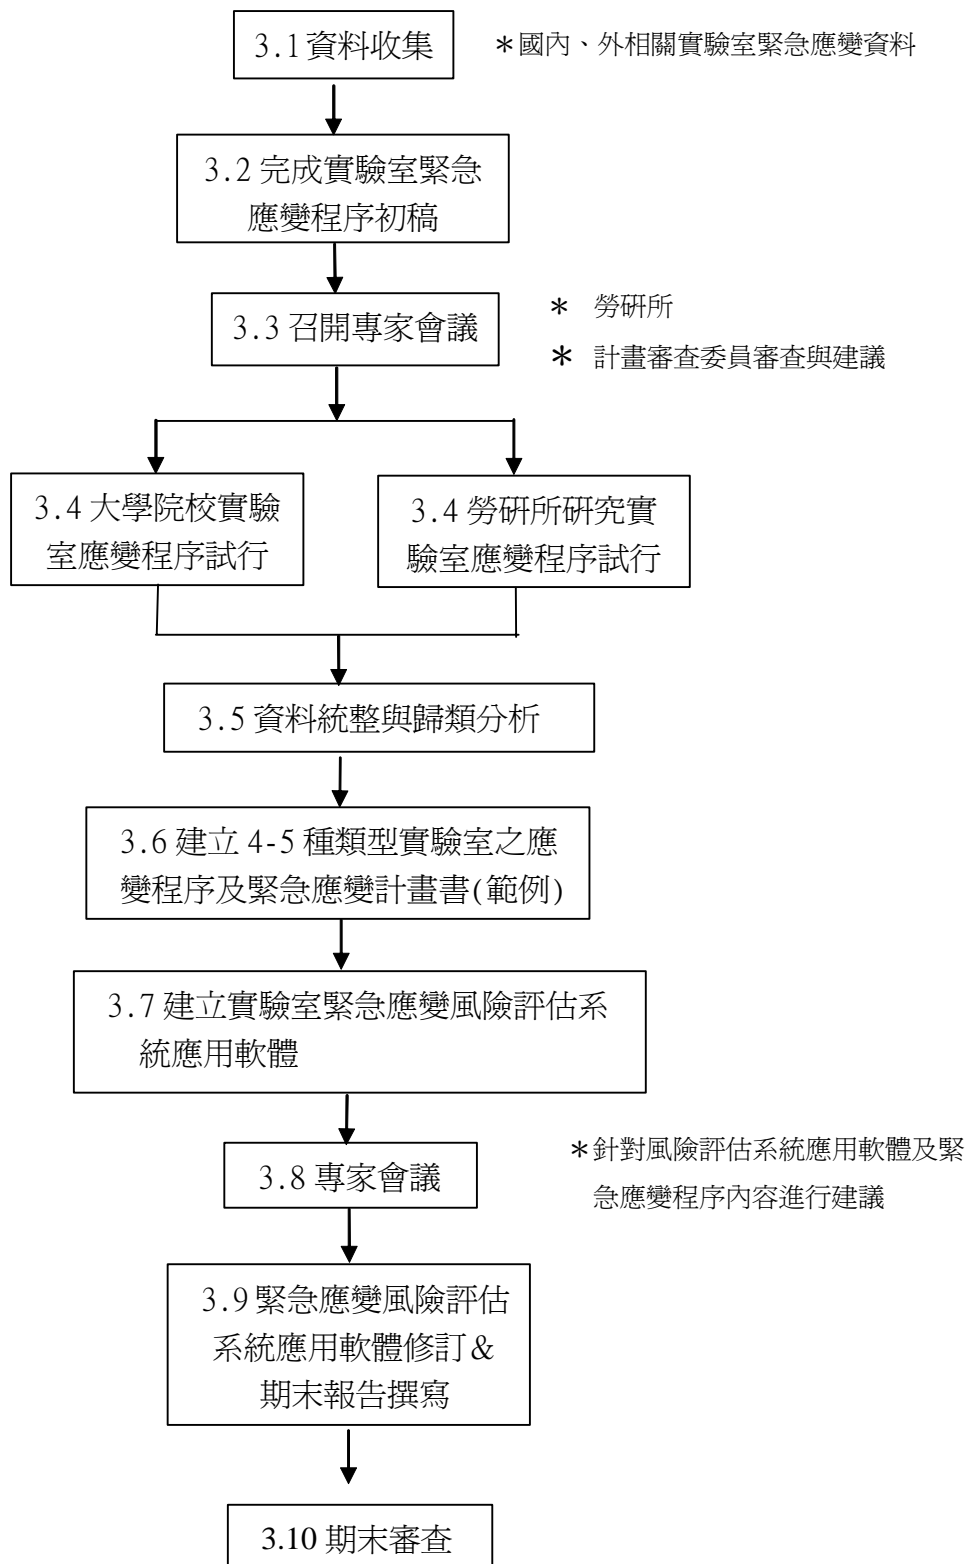 3.1 資料收集
＊國內、外相關實驗室緊急應變資料
3.2 完成實驗室緊急
應變程序初稿
3.3 召開專家會議
＊ 勞研所
＊ 計畫審查委員審查與建議
3.4 大學院校實驗
室應變程序試行
3.4 勞研所研究實
驗室應變程序試行
3.5 資料統整與歸類分析
3.6 建立 4-5 種類型實驗室之應
變程序及緊急應變計畫書(範例)
3.7 建立實驗室緊急應變風險評估系
統應用軟體
3.8 專家會議
＊針對風險評估系統應用軟體及緊
急應變程序內容進行建議
3.9 緊急應變風險評估
系統應用軟體修訂＆
期末報告撰寫
3.10 期末審查